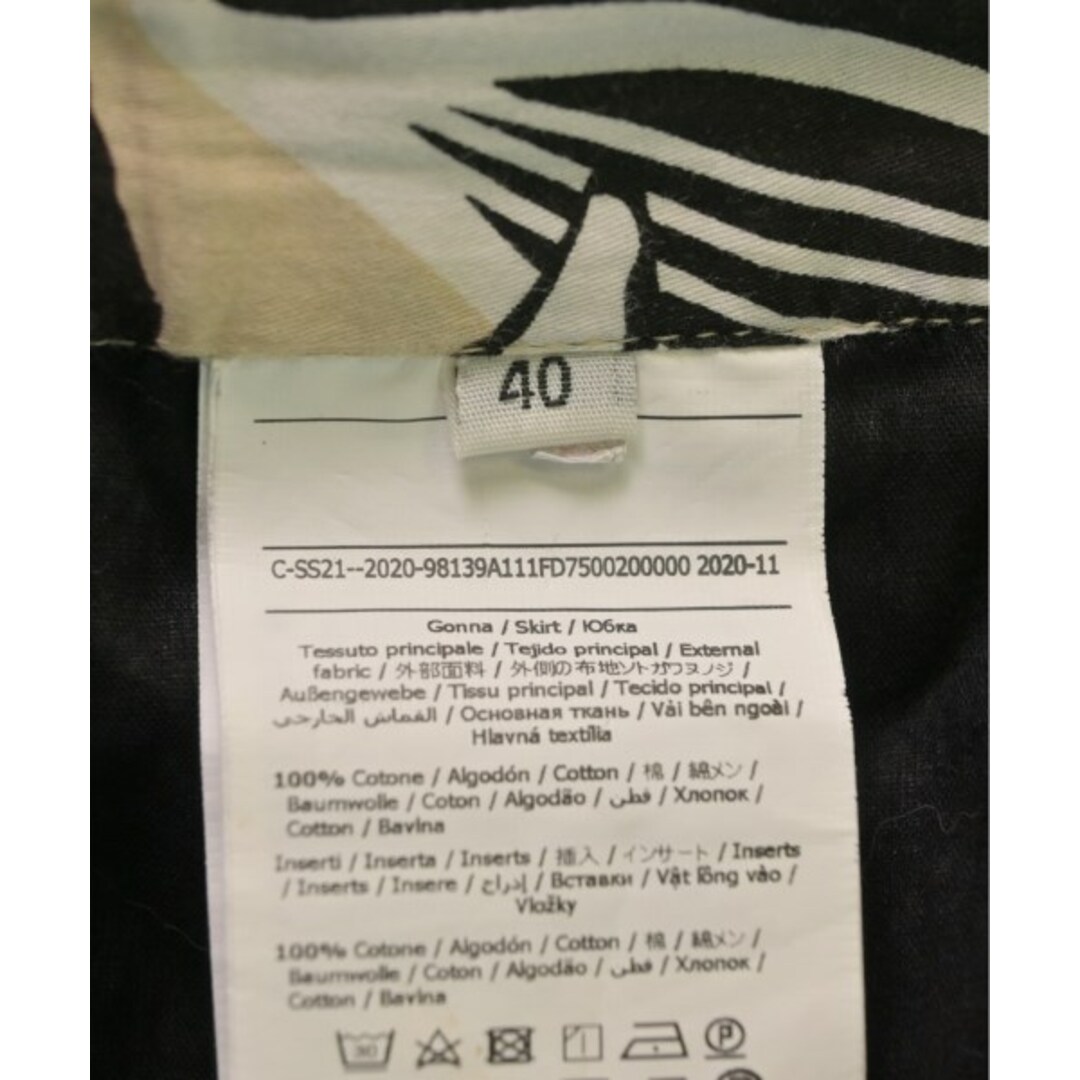 40
C-SS21--2020-98139A111FD7500200000 2020-11
Gonna / Skirt / Юбка
Tessuto principale / Tejido principal / External
fabric / 外部面料 / 外側の布地ソトガワヌノジ /
Außengewebe / Tissu principal / Tecido principal /
القماش الخارجي / Основная ткань / Vải bên ngoài /
Hlavná textília
100% Cotone / Algodón / Cotton / 棉 / 綿メン /
Baumwolle / Coton / Algodão / قطن / Хлопок /
Cotton / Bavlna
Inserti / Inserta / Inserts / 插入 / インサート / Inserts
/ Inserts / Insere / إدراج / Вставки / Vật lồng vào /
Vložky
100% Cotone / Algodón / Cotton / 棉 / 綿メン /
Baumwolle / Coton / Algodão / قطن / Хлопок /
Cotton / Bavlna
30 P